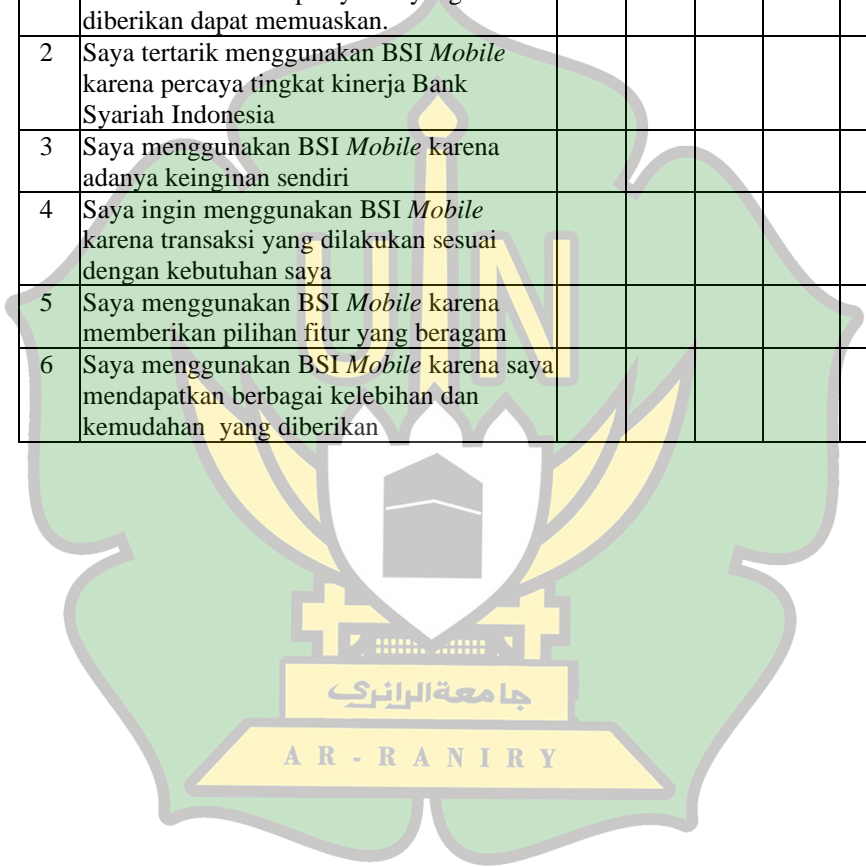 diberikan dapat memuaskan.
2 Saya tertarik menggunakan BSI Mobile
karena percaya tingkat kinerja Bank
Syariah Indonesia
3 Saya menggunakan BSI Mobile karena
adanya keinginan sendiri
4 Saya ingin menggunakan BSI Mobile
karena transaksi yang dilakukan sesuai
dengan kebutuhan saya
5 Saya menggunakan BSI Mobile karena
memberikan pilihan fitur yang beragam
6 Saya menggunakan BSI Mobile karena saya
mendapatkan berbagai kelebihan dan
kemudahan yang diberikan
UIN
جامعةالرانري
AR-RANIRY